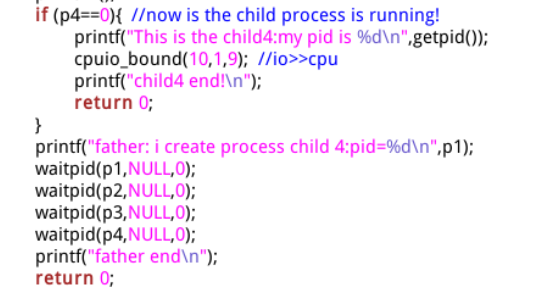 if (p4==0){ //now is the child process is running!
printf("This is the child4:my pid is %d\n",getpid());
cpuio_bound(10,1,9); //io>>cpu
printf("child4 end!\n");
return 0;
}
printf("father: i create process child 4:pid=%d\n",p1);
waitpid(p1,NULL,0);
waitpid(p2,NULL,0);
waitpid(p3,NULL,0);
waitpid(p4,NULL,0);
printf("father end\n");
return 0;